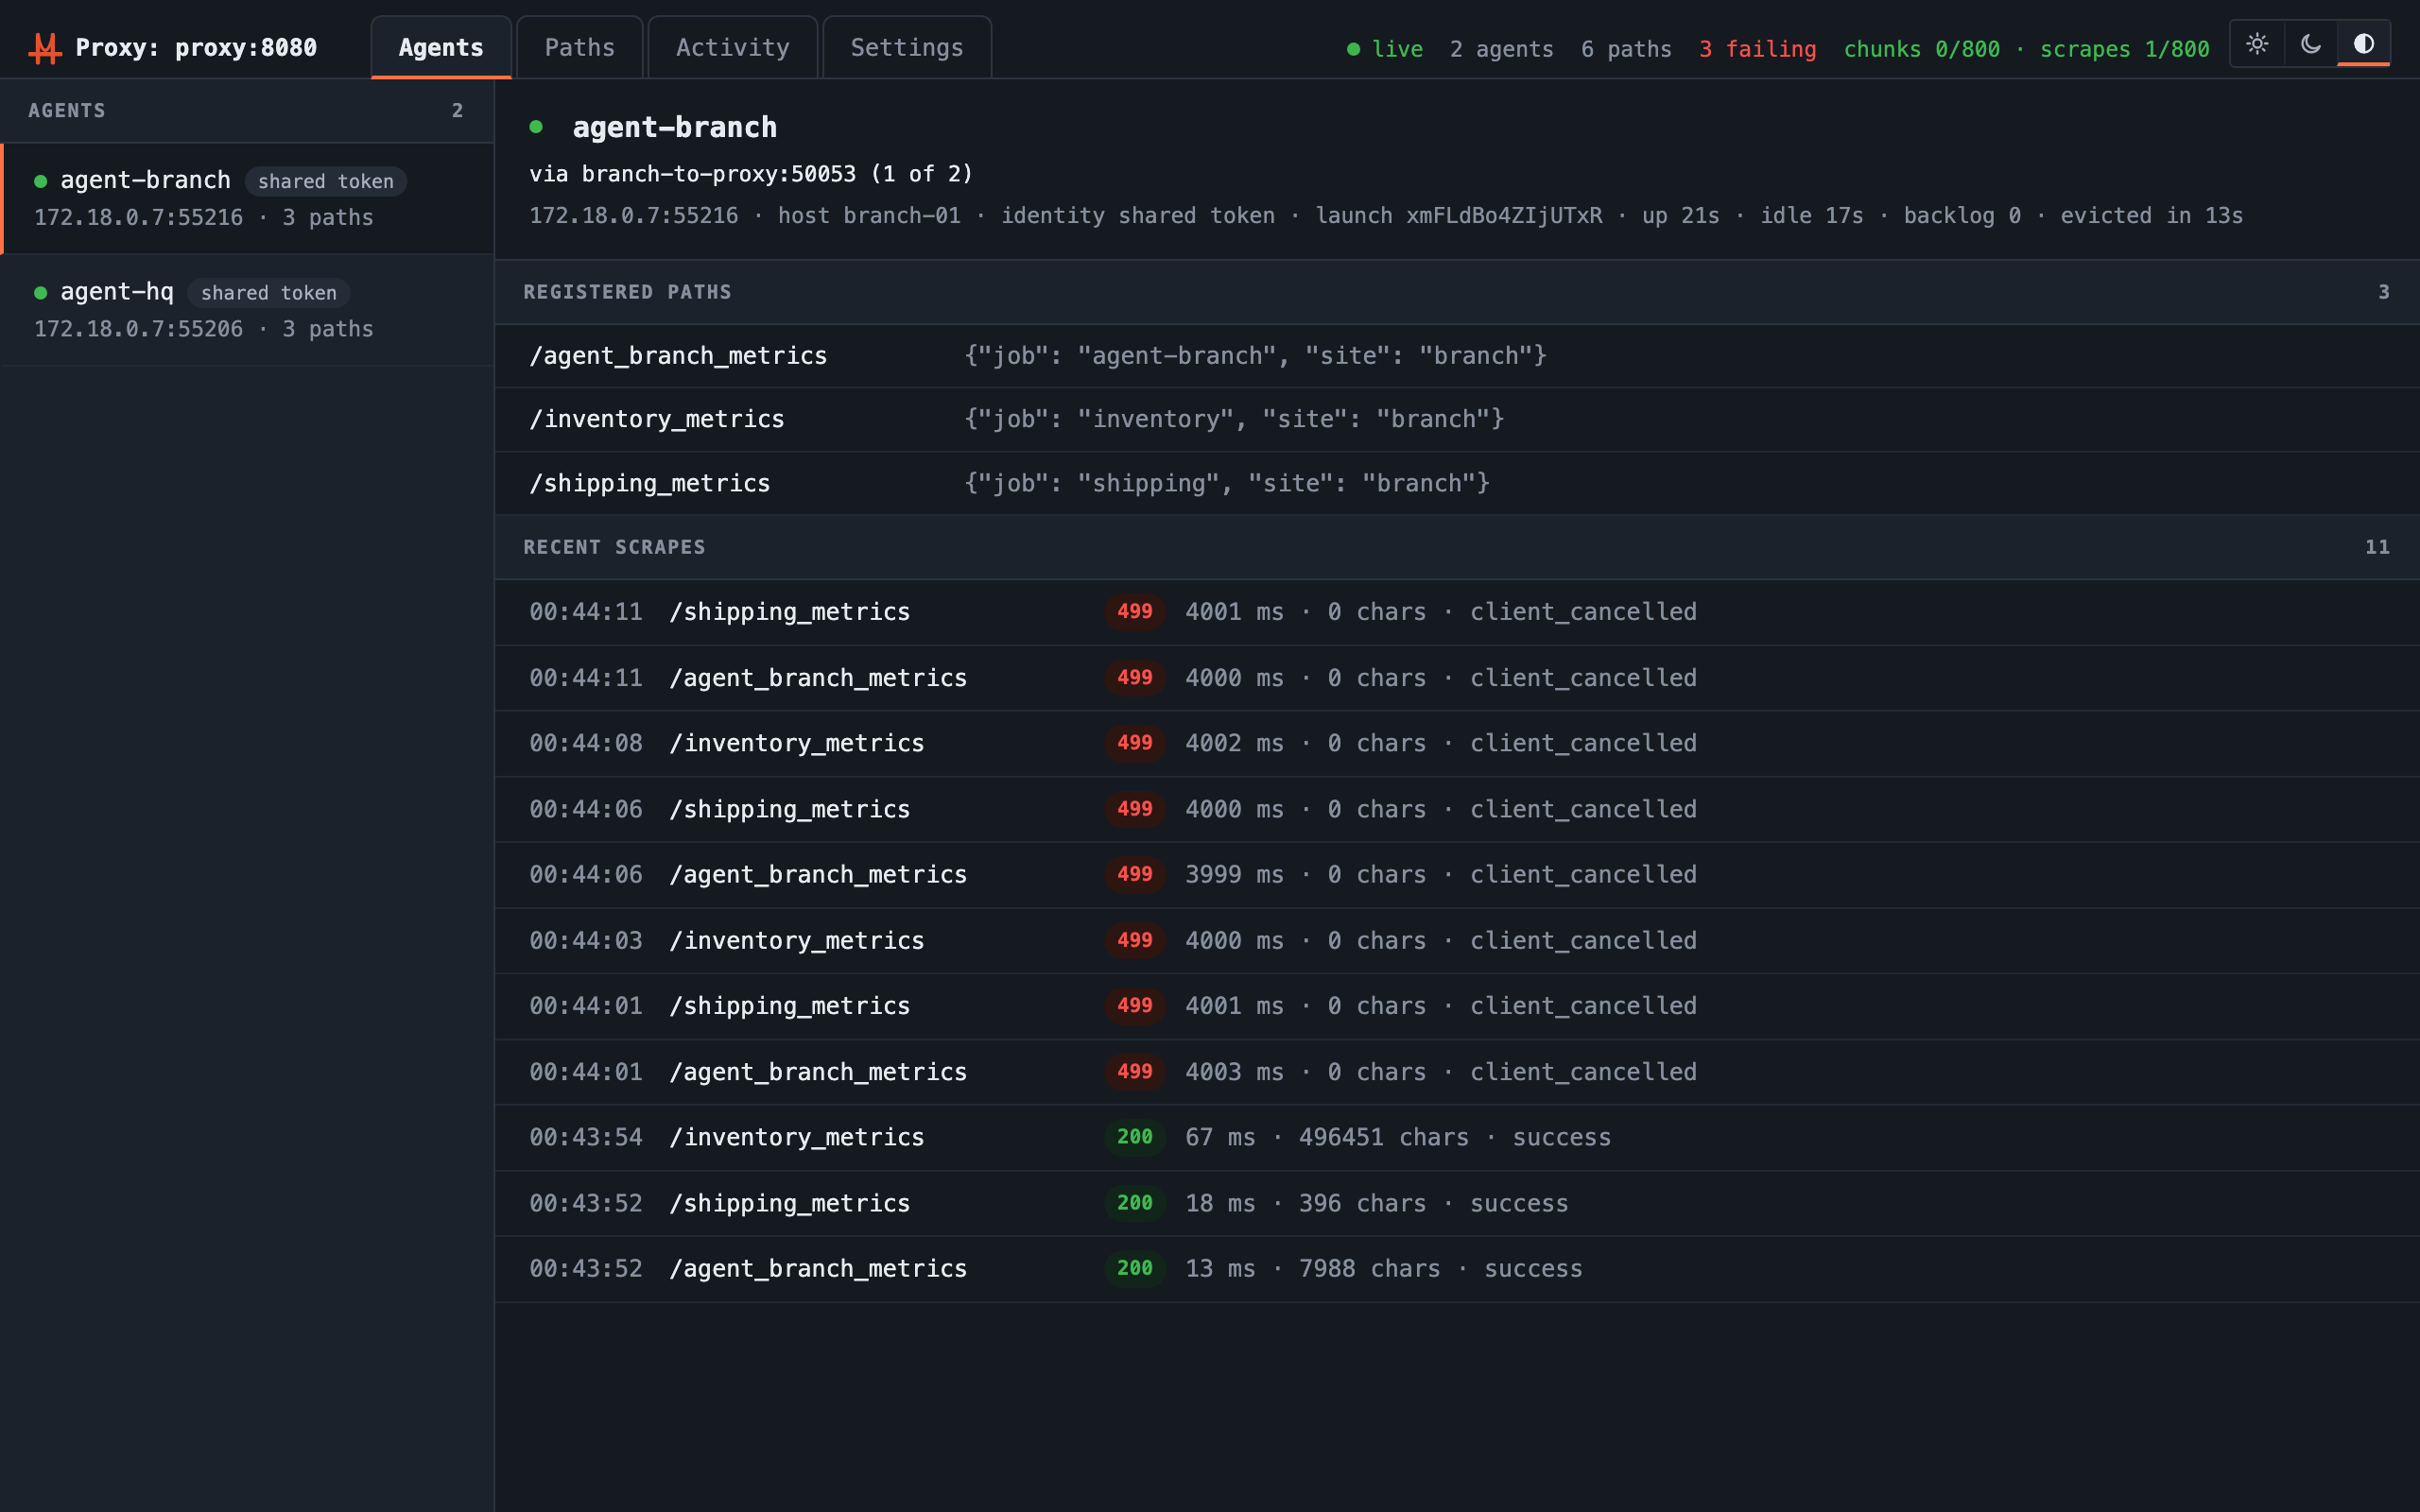 Proxy: proxy:8080 Agents Paths Activity Settings live 2 agents 6 paths 3 failing chunks 0/800 · scrapes 1/800
AGENTS 2
agent-branch shared token
172.18.0.7:55216 · 3 paths
agent-hq shared token
172.18.0.7:55206 · 3 paths
agent-branch
via branch-to-proxy:50053 (1 of 2)
172.18.0.7:55216 · host branch-01 · identity shared token · launch xmFLdBo4ZIjUTxR · up 21s · idle 17s · backlog 0 · evicted in 13s
REGISTERED PATHS 3
/agent_branch_metrics {"job": "agent-branch", "site": "branch"}
/inventory_metrics {"job": "inventory", "site": "branch"}
/shipping_metrics {"job": "shipping", "site": "branch"}
RECENT SCRAPES 11
00:44:11 /shipping_metrics 499 4001 ms · 0 chars · client_cancelled
00:44:11 /agent_branch_metrics 499 4000 ms · 0 chars · client_cancelled
00:44:08 /inventory_metrics 499 4002 ms · 0 chars · client_cancelled
00:44:06 /shipping_metrics 499 4000 ms · 0 chars · client_cancelled
00:44:06 /agent_branch_metrics 499 3999 ms · 0 chars · client_cancelled
00:44:03 /inventory_metrics 499 4000 ms · 0 chars · client_cancelled
00:44:01 /shipping_metrics 499 4001 ms · 0 chars · client_cancelled
00:44:01 /agent_branch_metrics 499 4003 ms · 0 chars · client_cancelled
00:43:54 /inventory_metrics 200 67 ms · 496451 chars · success
00:43:52 /shipping_metrics 200 18 ms · 396 chars · success
00:43:52 /agent_branch_metrics 200 13 ms · 7988 chars · success